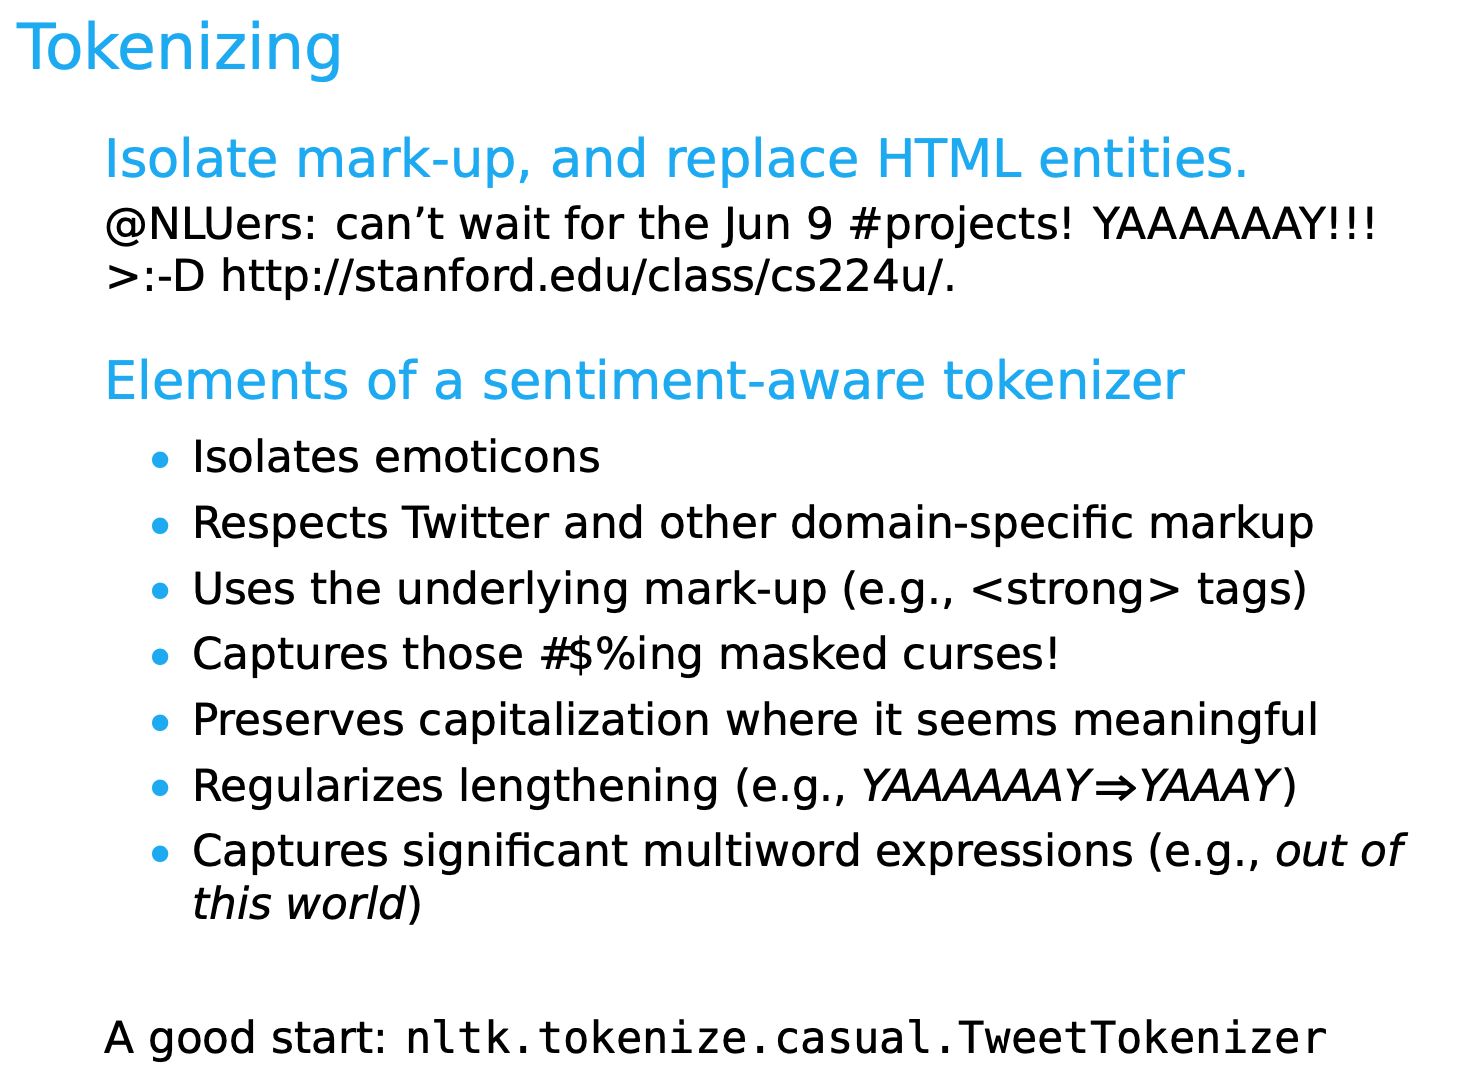 Tokenizing
Isolate mark-up, and replace HTML entities.
@NLUers: can’t wait for the Jun 9 #projects! YAAAAAAY!!!
>:-D http://stanford.edu/class/cs224u/.
Elements of a sentiment-aware tokenizer
• Isolates emoticons
• Respects Twitter and other domain-specific markup
• Uses the underlying mark-up (e.g., <strong> tags)
• Captures those #$%ing masked curses!
• Preserves capitalization where it seems meaningful
• Regularizes lengthening (e.g., YAAAAAAY⇒YAAAY)
• Captures significant multiword expressions (e.g., out of
this world)
A good start: nltk.tokenize.casual.TweetTokenizer